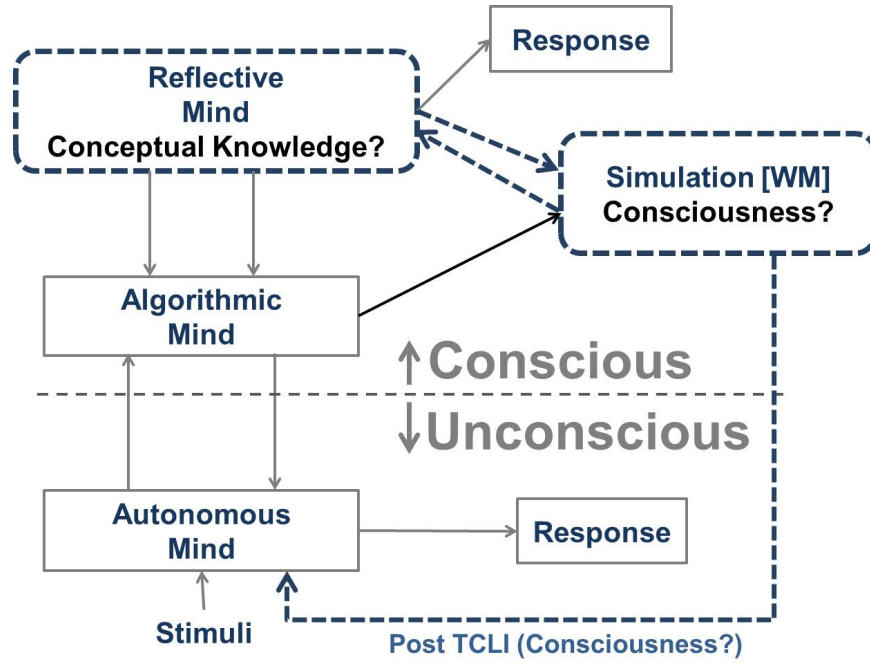 Response
Reflective
Mind
Conceptual Knowledge?
Simulation [WM]
Consciousness?
Algorithmic
Mind
Conscious
Unconscious
Autonomous
Mind
Response
Stimuli
Post TCLI (Consciousness?)